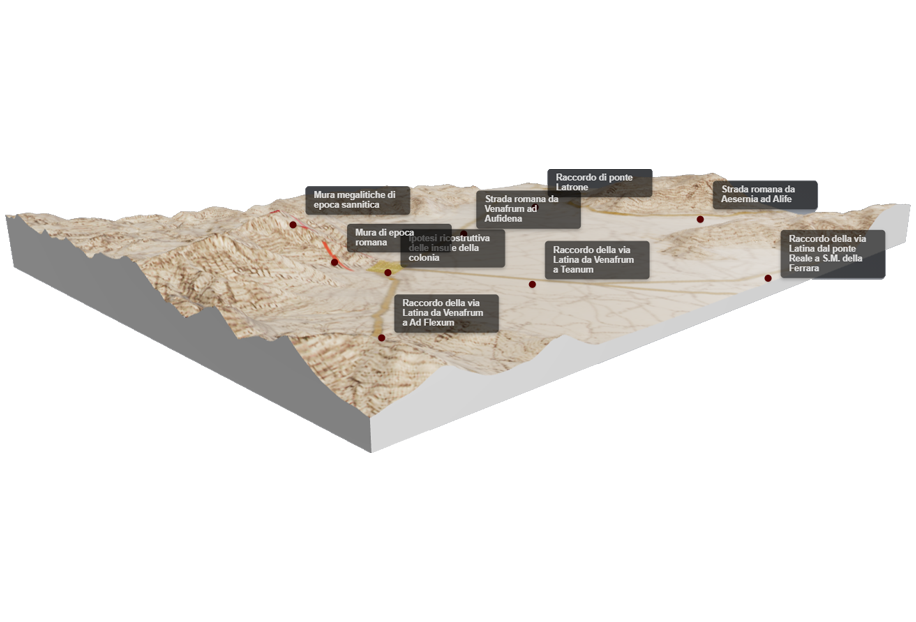 Raccordo di ponte
Latrone
Strada romana da
Aesernia ad Alife
Mura megalitiche di
epoca sannitica
Strada romana da
Venafrum ad
Aufidena
Mura di epoca
romana
Ipotesi ricostruttiva
delle insule della
colonia
Raccordo della via
Latina dal ponte
Reale a S.M. della
Ferrara
Raccordo della via
Latina da Venafrum
a Teanum
Raccordo della via
Latina da Venafrum
a Ad Flexum